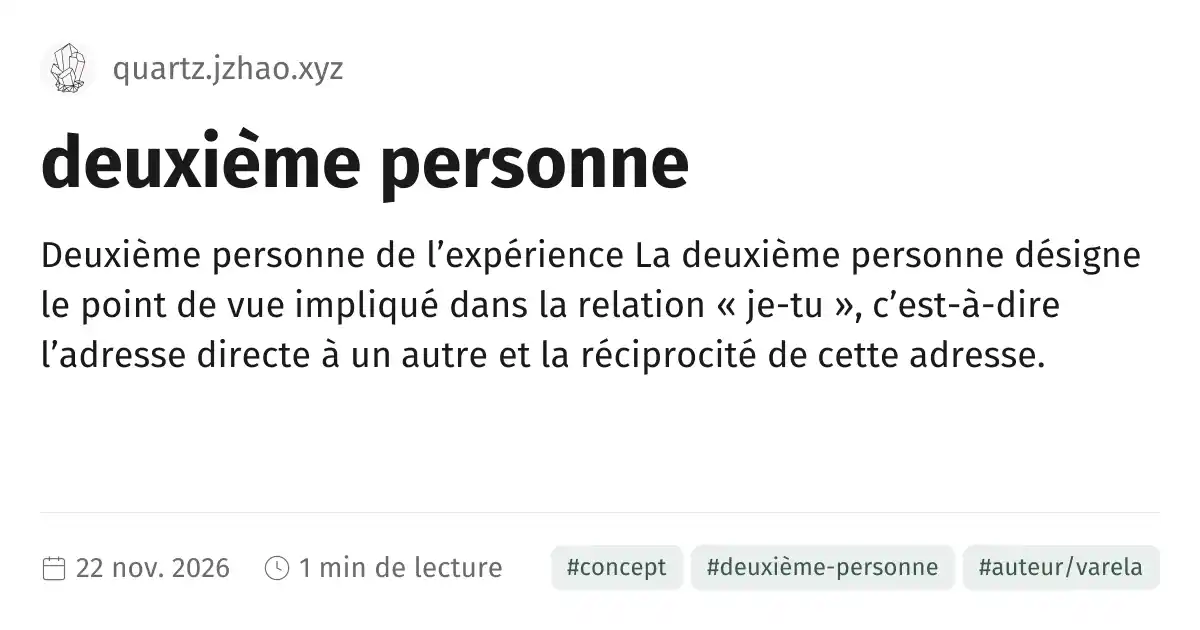 quartz.jzhao.xyz
deuxième personne
Deuxième personne de l’expérience La deuxième personne désigne
le point de vue impliqué dans la relation « je-tu », c’est-à-dire
l’adresse directe à un autre et la réciprocité de cette adresse.
22 nov. 2026 1 min de lecture #concept #deuxième-personne #auteur/varela